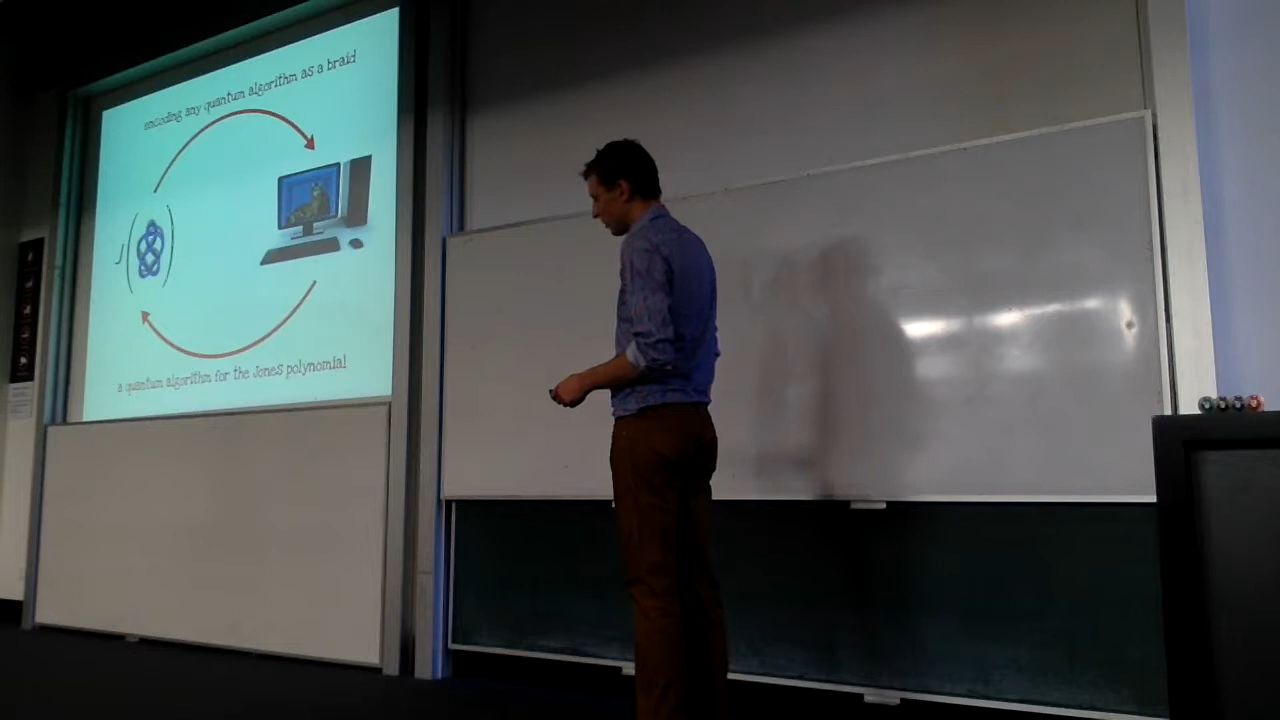 encoding any quantum algorithm as a braid
J
a quantum algorithm for the Jones polynomial